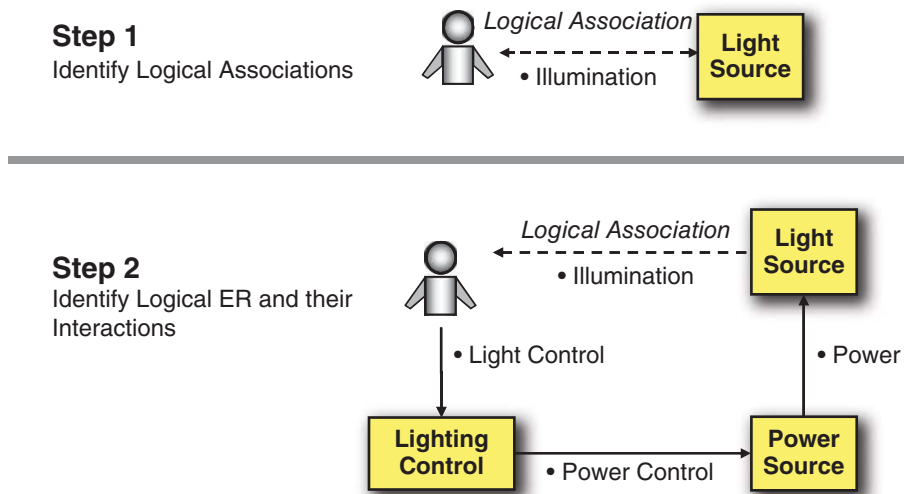 Step 1
Identify Logical Associations
Logical Association
• Illumination
Light
Source
Step 2
Identify Logical ER and their
Interactions
Logical Association
• Illumination
Light
Source
• Light Control
• Power
Lighting
Control
• Power Control
Power
Source